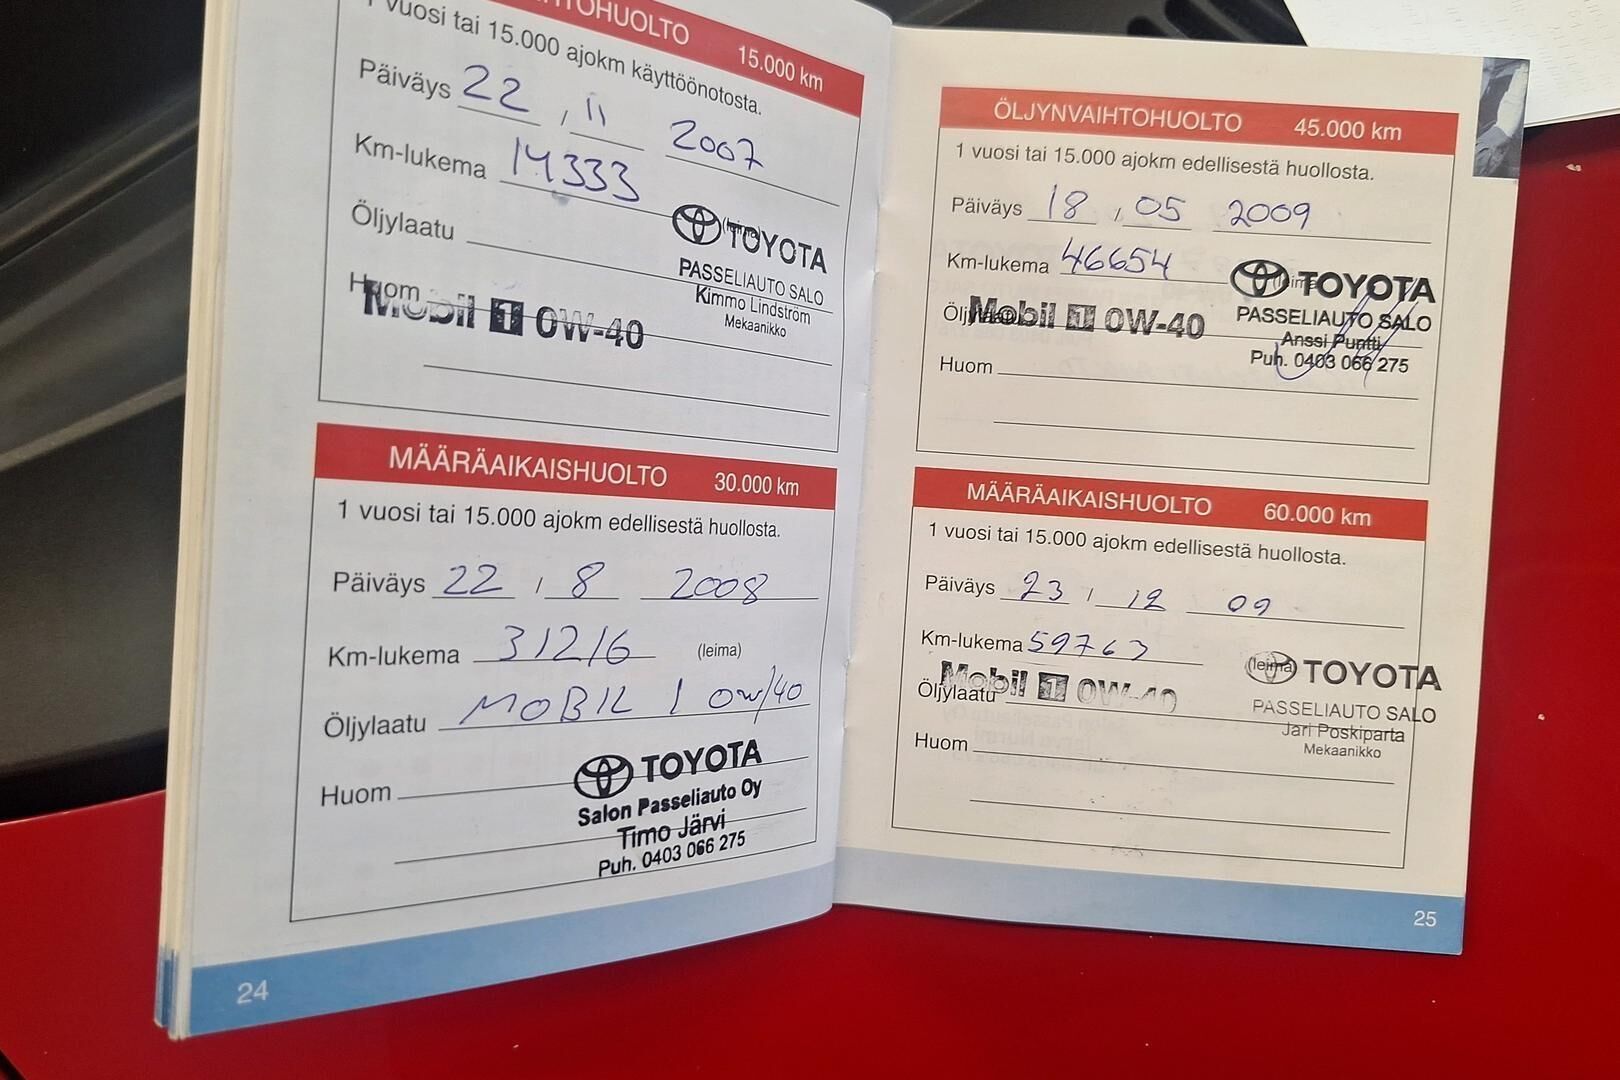 ÖLJYNVAIHTOHUOLTO 15.000 km
1 vuosi tai 15.000 ajokm käyttöönotosta.
Päiväys 22 , 11 2007
Km-lukema 14333
Öljylaatu
(leima)
TOYOTA
PASSELIAUTO SALO
Kimmo Lindström
Mekaanikko
Huom
Mobil 1 0W-40
MÄÄRÄAIKAISHUOLTO 30.000 km
1 vuosi tai 15.000 ajokm edellisestä huollosta.
Päiväys 22 , 8 2008
Km-lukema 31216 (leima)
Öljylaatu MOBIL 1 0W/40
Huom
TOYOTA
Salon Passeliauto Oy
Timo Järvi
Puh. 0403 066 275
24
ÖLJYNVAIHTOHUOLTO 45.000 km
1 vuosi tai 15.000 ajokm edellisestä huollosta.
Päiväys 18 , 05 2009
Km-lukema 46654
(leima)
TOYOTA
Öljylaatu Mobil 1 0W-40
PASSELIAUTO SALO
Anssi Puntti
Puh. 0403 066 275
Huom
MÄÄRÄAIKAISHUOLTO 60.000 km
1 vuosi tai 15.000 ajokm edellisestä huollosta.
Päiväys 23 , 12 09
Km-lukema 59763
(leima) TOYOTA
Mobil 1 0W-40
Öljylaatu
PASSELIAUTO SALO
Jari Poskiparta
Mekaanikko
Huom
25